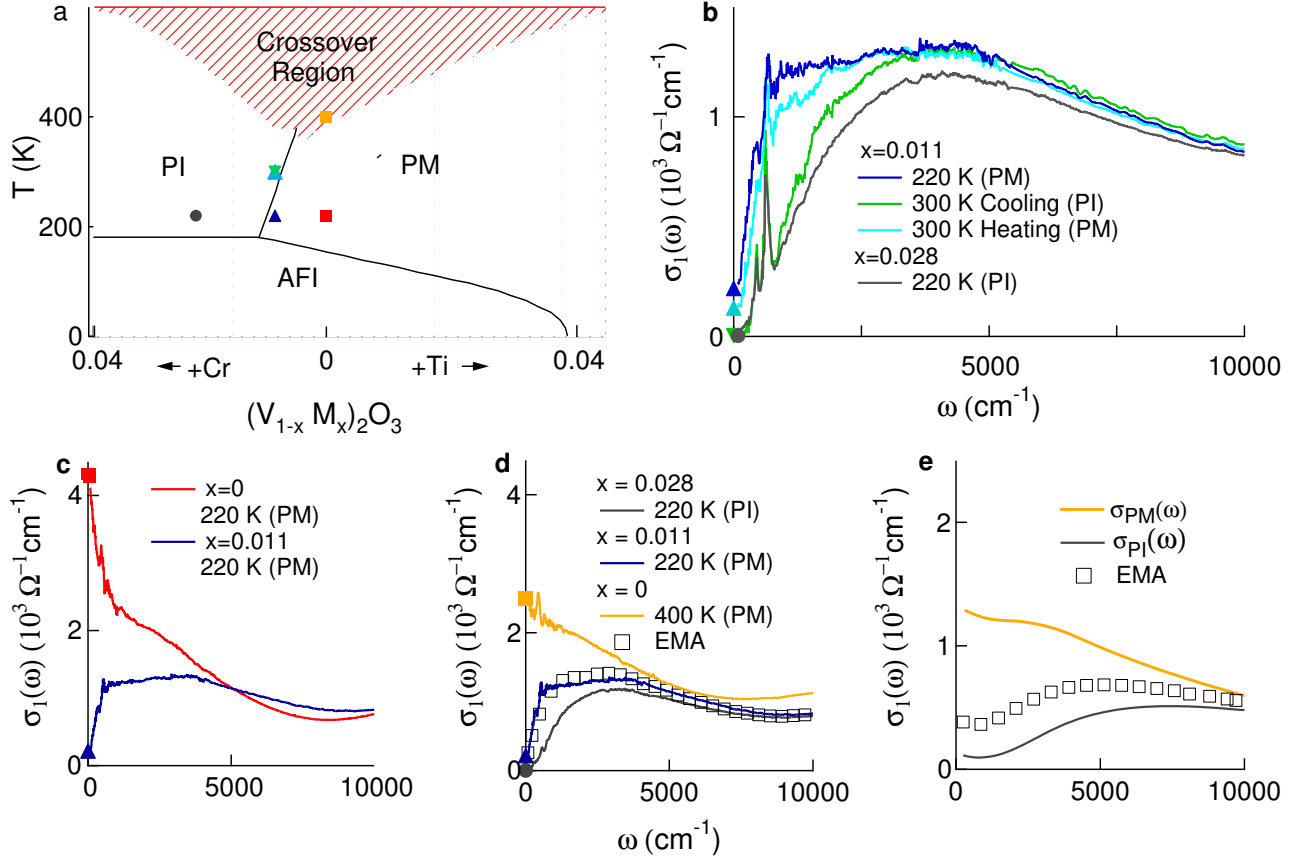 a
Crossover
Region
T (K)
400
200
0
PI
PM
AFI
0.04
0
0.04
+Cr
+Ti
(V1-x Mx)2O3
b
σ1(ω) (10³ Ω⁻¹cm⁻¹)
1
0
x=0.011
220 K (PM)
300 K Cooling (PI)
300 K Heating (PM)
x=0.028
220 K (PI)
0
5000
10000
ω (cm⁻¹)
c
σ1(ω) (10³ Ω⁻¹cm⁻¹)
4
2
0
x=0
220 K (PM)
x=0.011
220 K (PM)
0
5000
10000
d
σ1(ω) (10³ Ω⁻¹cm⁻¹)
4
2
0
x = 0.028
220 K (PI)
x = 0.011
220 K (PM)
x = 0
400 K (PM)
EMA
0
5000
10000
ω (cm⁻¹)
e
σ1(ω) (10³ Ω⁻¹cm⁻¹)
2
1
0
σPM(ω)
σPI(ω)
EMA
0
5000
10000